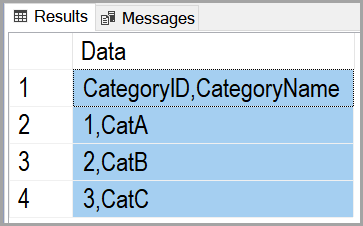 Results Messages
Data
1 CategoryID,CategoryName
2 1,CatA
3 2,CatB
4 3,CatC